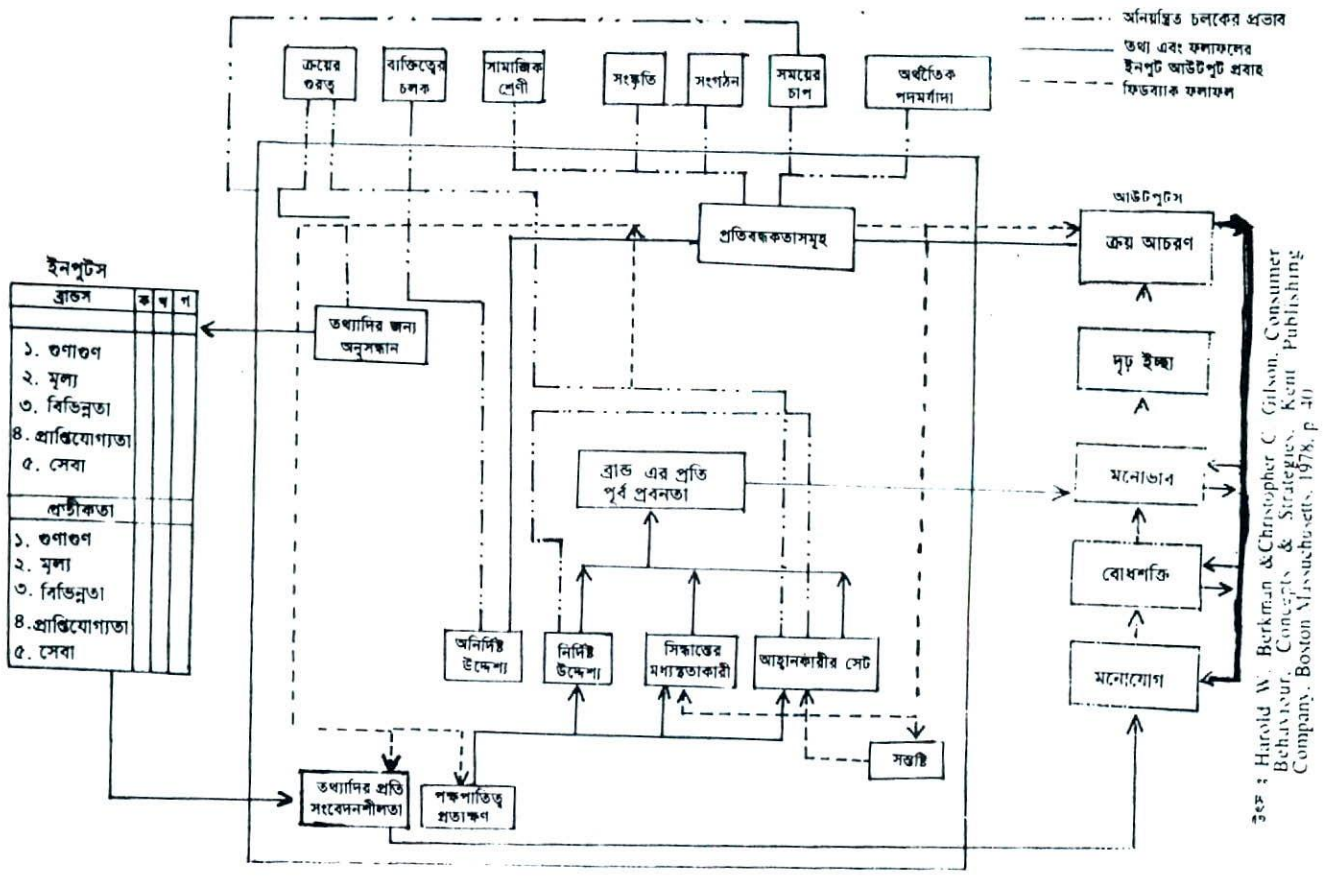 অনিয়ন্ত্রিত চলকের প্রভাব
তথ্য এবং ফলাফলের
ইনপুট আউটপুট প্রবাহ
ফিডব্যাক ফলাফল
ক্রয়ের
গুরত্ব
ব্যক্তিত্বের
চলক
সামাজিক
শ্রেণী
সংস্কৃতি
সংগঠন
সময়ের
চাপ
অর্থনৈতিক
পদমর্যাদা
প্রতিবন্ধকতাসমূহ
আউটপুটস
ক্রয় আচরণ
দৃঢ় ইচ্ছা
মনোভাব
বোধশক্তি
মনোযোগ
ইনপুটস
ব্রান্ডস ক খ গ
১. গুণাগুণ
২. মূল্য
৩. বিভিন্নতা
৪. প্রাপ্তিযোগ্যতা
৫. সেবা
প্রতীকতা
১. গুণাগুণ
২. মূল্য
৩. বিভিন্নতা
৪. প্রাপ্তিযোগ্যতা
৫. সেবা
তথ্যাদির জন্য
অনুসন্ধান
ব্রান্ড এর প্রতি
পূর্ব প্রবনতা
অনির্দিষ্ট
উদ্দেশ্য
নির্দিষ্ট
উদ্দেশ্য
সিদ্ধান্তের
মধ্যস্থতাকারী
আহ্বানকারীর সেট
সন্তুষ্টি
তথ্যাদির প্রতি
সংবেদনশীলতা
পক্ষপাতিত্ব
প্রত্যক্ষণ
উৎস : Harold W. Berkman &Christopher C. Gilson, Consumer
Behaviour, Concepts & Strategies, Kent Publishing
Company, Boston Massuchusetts, 1978, p. 40